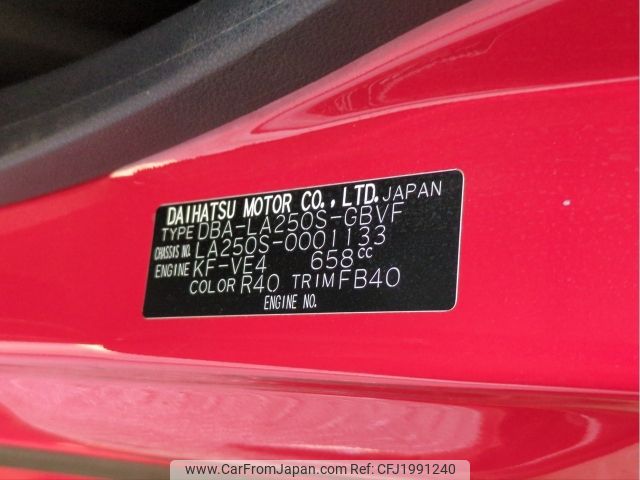 DAIHATSU MOTOR CO., LTD. JAPAN
TYPE DBA-LA250S-GBVF
CHASSIS NO. LA250S-0001133
ENGINE KF-VE4 658cc
COLOR R40 TRIM FB40
ENGINE NO.
www.CarFromJapan.com Ref: CFJ1991240